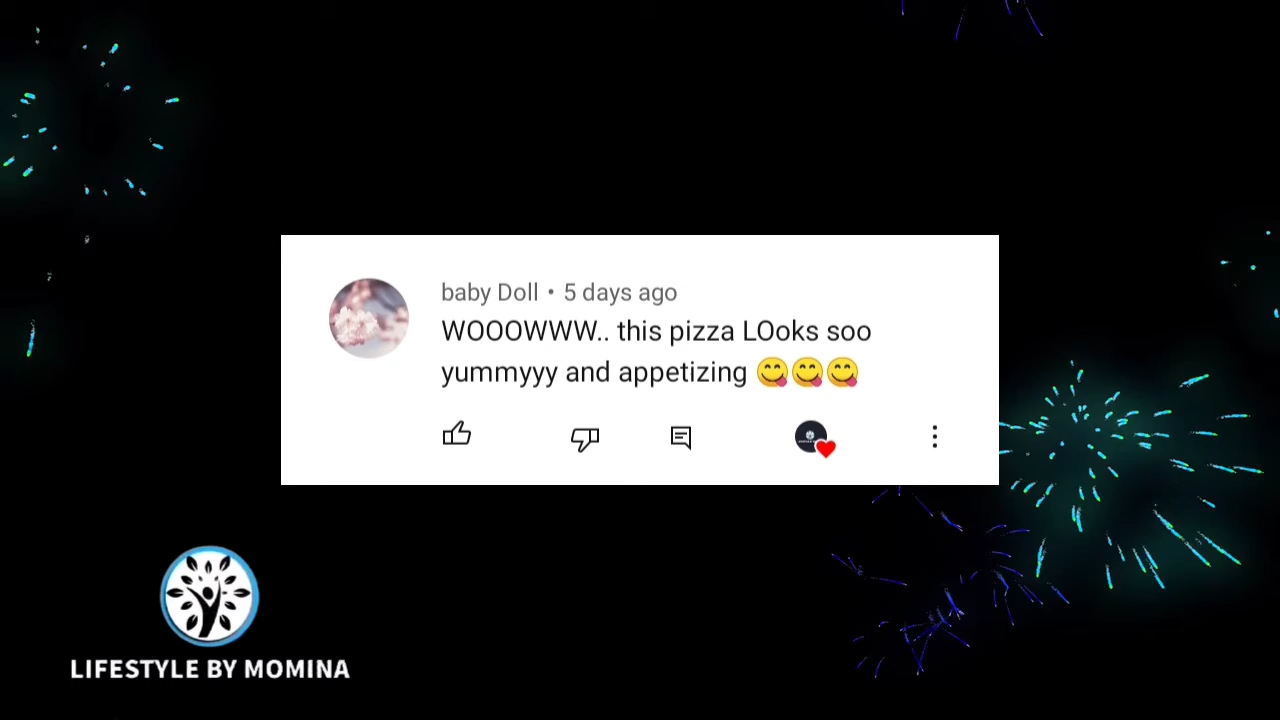 baby Doll • 5 days ago
WOOOWWW.. this pizza LOoks soo
yummyyy and appetizing 😋😋😋
LIFESTYLE BY MOMINA